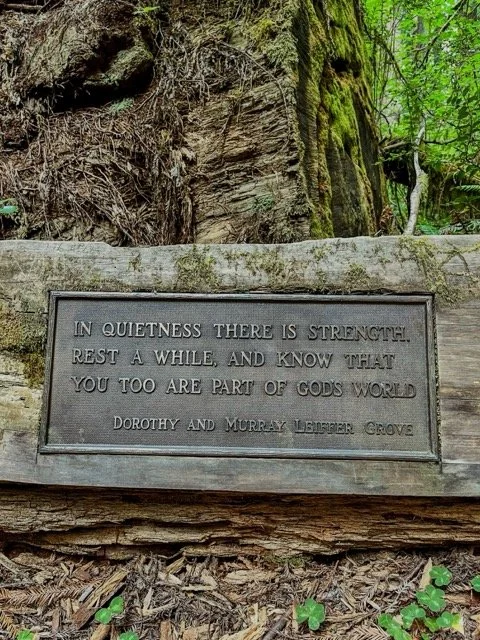 IN QUIETNESS THERE IS STRENGTH.
REST A WHILE, AND KNOW THAT
YOU TOO ARE PART OF GODS WORLD
DOROTHY AND MURRAY LEIFFER GROVE